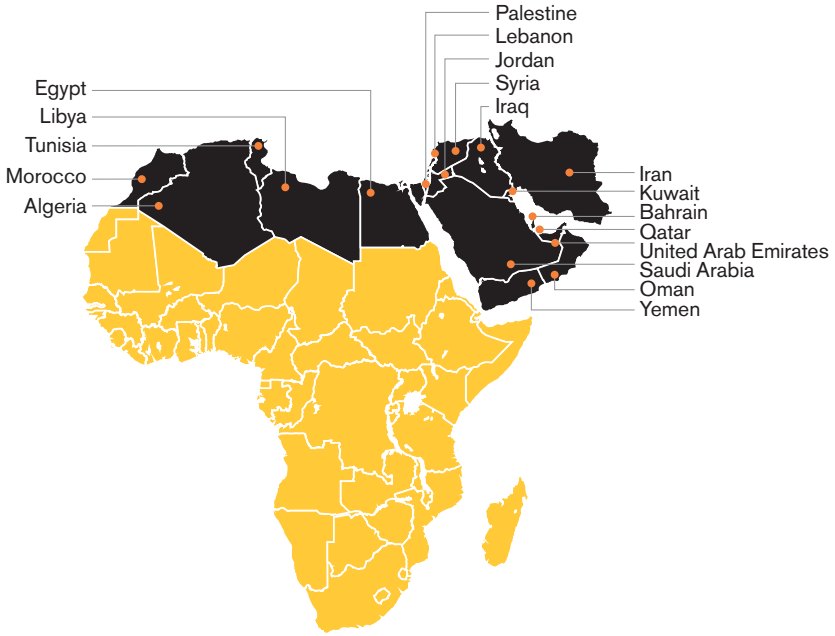 Palestine
Lebanon
Jordan
Syria
Iraq
Egypt
Libya
Tunisia
Morocco
Algeria
Iran
Kuwait
Bahrain
Qatar
United Arab Emirates
Saudi Arabia
Oman
Yemen